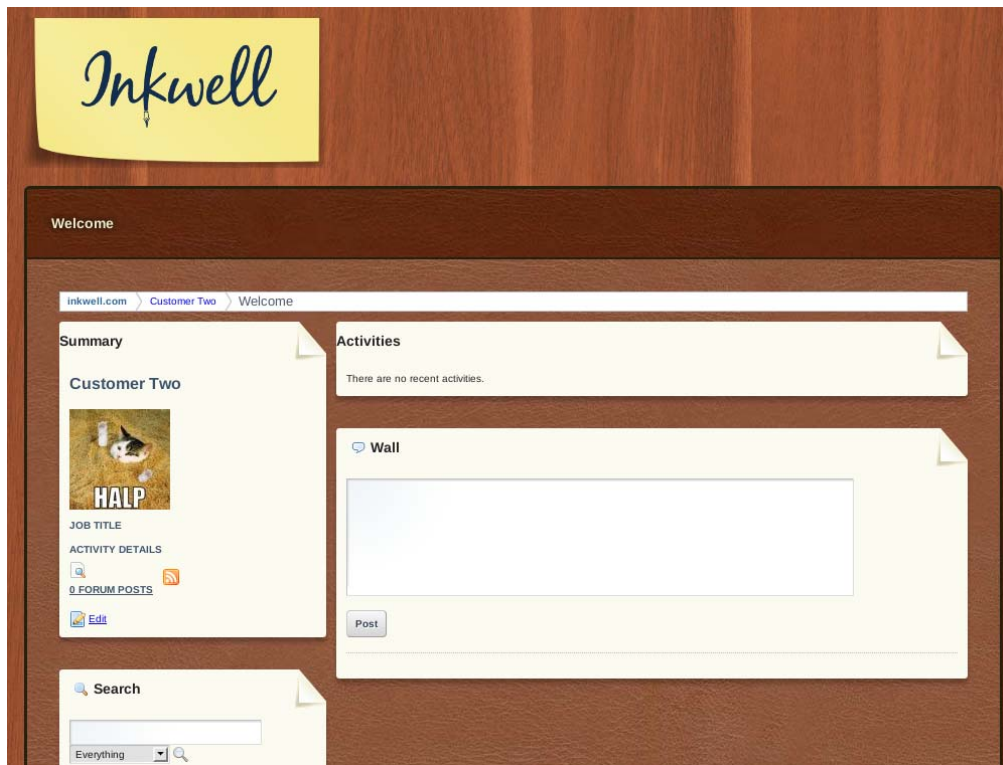 Inkwell
Welcome
inkwell.com Customer Two Welcome
Summary
Customer Two
HALP
JOB TITLE
ACTIVITY DETAILS
0 FORUM POSTS
Edit
Search
Everything
Activities
There are no recent activities.
Wall
Post